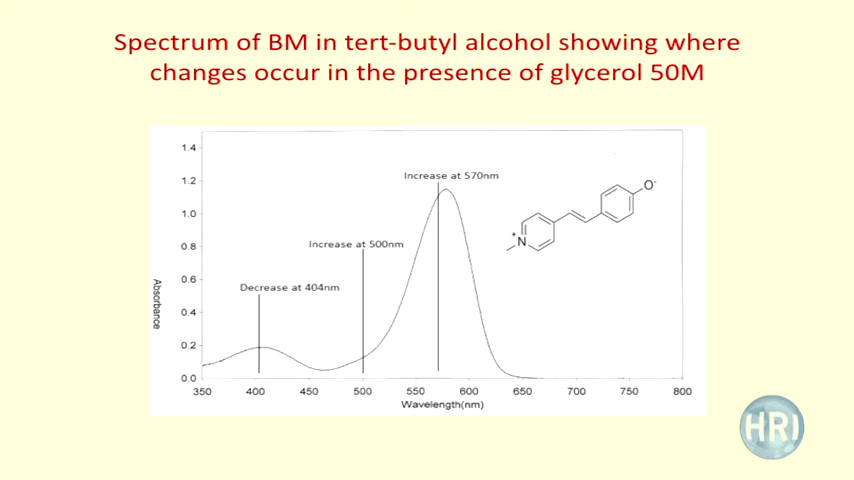 Spectrum of BM in tert-butyl alcohol showing where
changes occur in the presence of glycerol 50M
1.4
1.2
1.0
0.8
0.6
0.4
0.2
0.0
Absorbance
Increase at 570nm
Increase at 500nm
Decrease at 404nm
O-
+
N
350 400 450 500 550 600 650 700 750 800
Wavelength(nm)
HRI